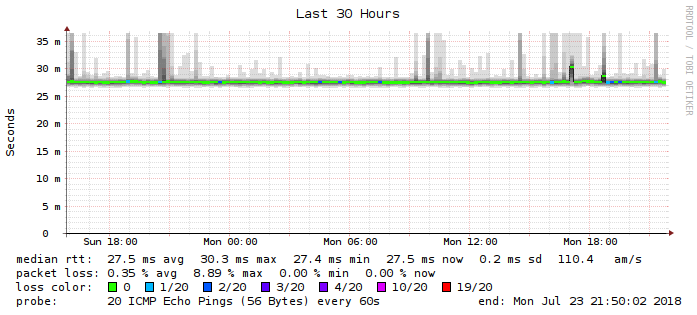 Last 30 Hours
RRDTOOL / TOBI OETIKER
Seconds
35 m
30 m
25 m
20 m
15 m
10 m
5 m
0
Sun 18:00 Mon 00:00 Mon 06:00 Mon 12:00 Mon 18:00
median rtt: 27.5 ms avg 30.3 ms max 27.4 ms min 27.5 ms now 0.2 ms sd 110.4 am/s
packet loss: 0.35 % avg 8.89 % max 0.00 % min 0.00 % now
loss color: 0 1/20 2/20 3/20 4/20 10/20 19/20
probe: 20 ICMP Echo Pings (56 Bytes) every 60s end: Mon Jul 23 21:50:02 2018